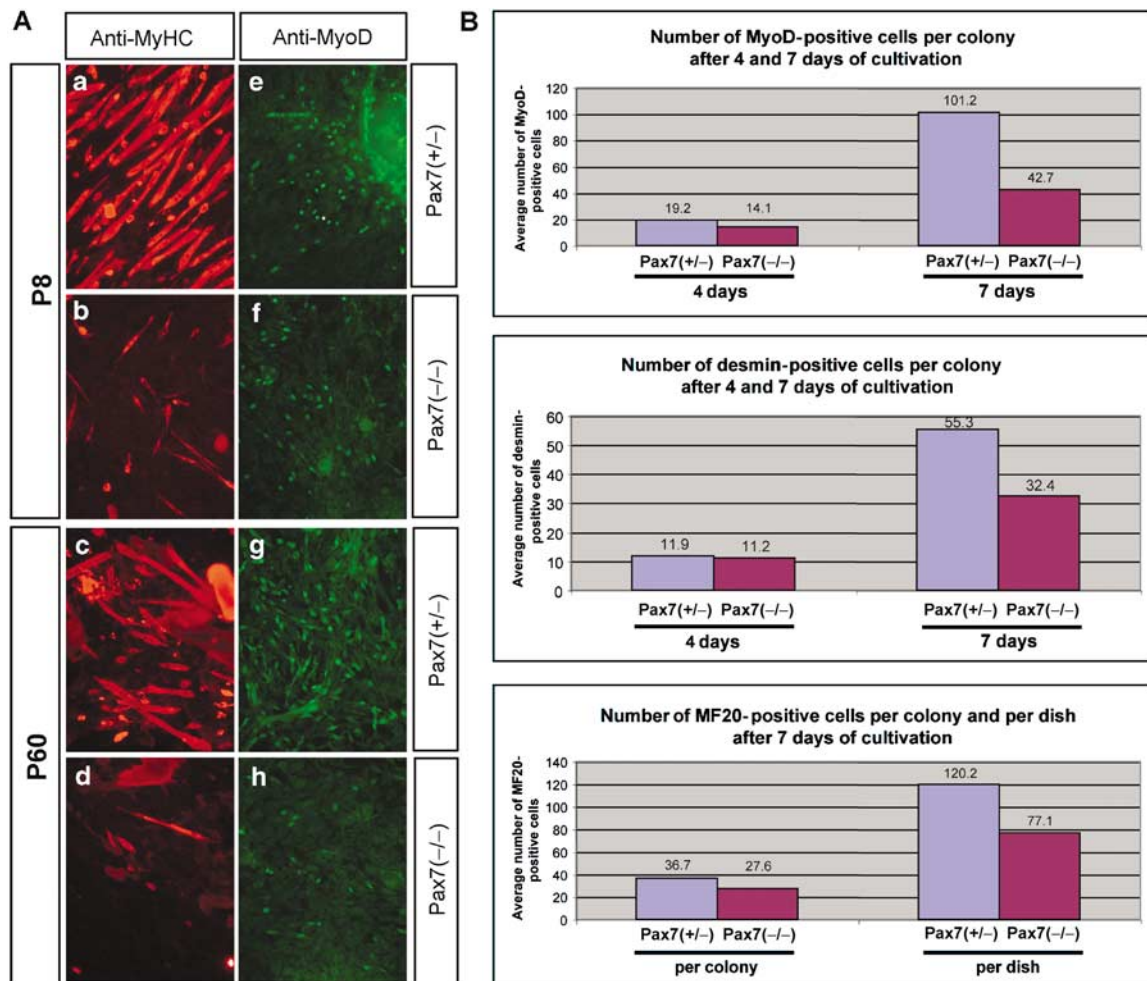 A
Anti-MyHC
Anti-MyoD
P8
P60
a
e
b
f
c
g
d
h
Pax7(+/−)
Pax7(−/−)
Pax7(+/−)
Pax7(−/−)
B
Number of MyoD-positive cells per colony
after 4 and 7 days of cultivation
Average number of MyoD-
positive cells
120
100
80
60
40
20
0
19.2
14.1
101.2
42.7
Pax7(+/−) Pax7(−/−)
Pax7(+/−) Pax7(−/−)
4 days
7 days
Number of desmin-positive cells per colony
after 4 and 7 days of cultivation
Average number of desmin-
positive cells
60
50
40
30
20
10
0
11.9
11.2
55.3
32.4
Pax7(+/−) Pax7(−/−)
Pax7(+/−) Pax7(−/−)
4 days
7 days
Number of MF20-positive cells per colony and per dish
after 7 days of cultivation
Average number of MF20-
positive cells
140
120
100
80
60
40
20
0
36.7
27.6
120.2
77.1
Pax7(+/−) Pax7(−/−)
Pax7(+/−) Pax7(−/−)
per colony
per dish